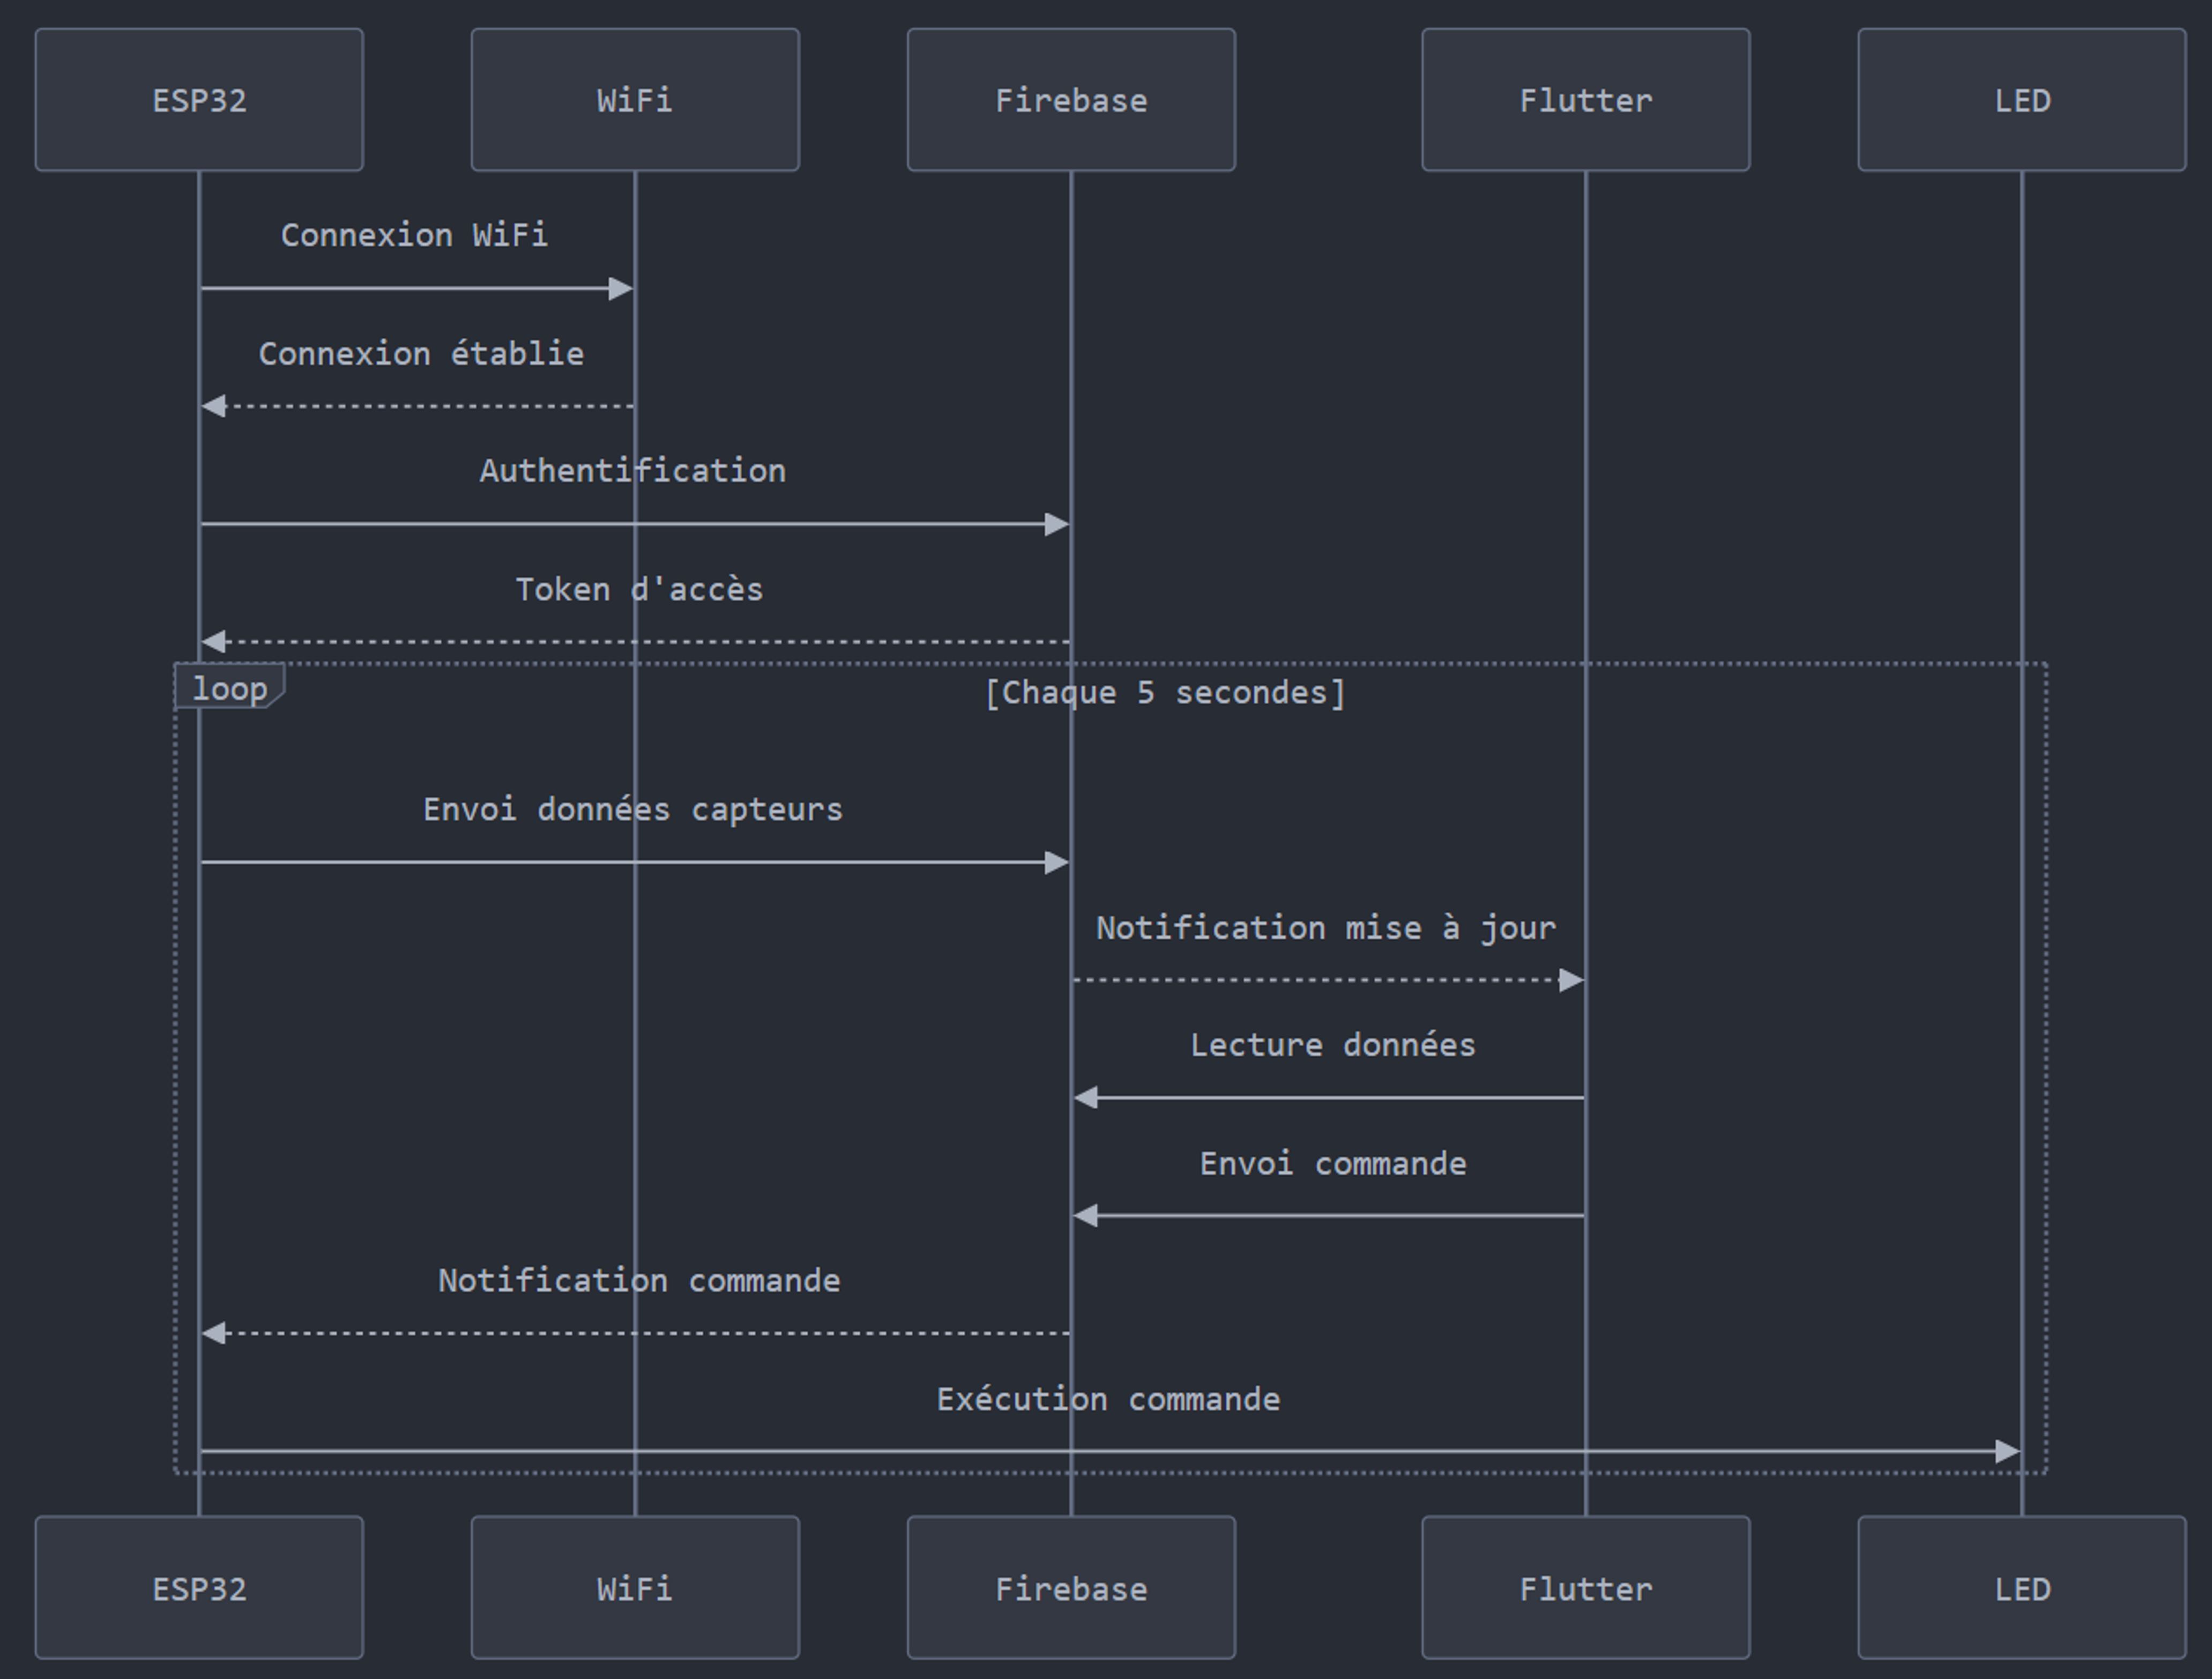 ESP32
WiFi
Firebase
Flutter
LED
Connexion WiFi
Connexion établie
Authentification
Token d'accès
loop
[Chaque 5 secondes]
Envoi données capteurs
Notification mise à jour
Lecture données
Envoi commande
Notification commande
Exécution commande
ESP32
WiFi
Firebase
Flutter
LED